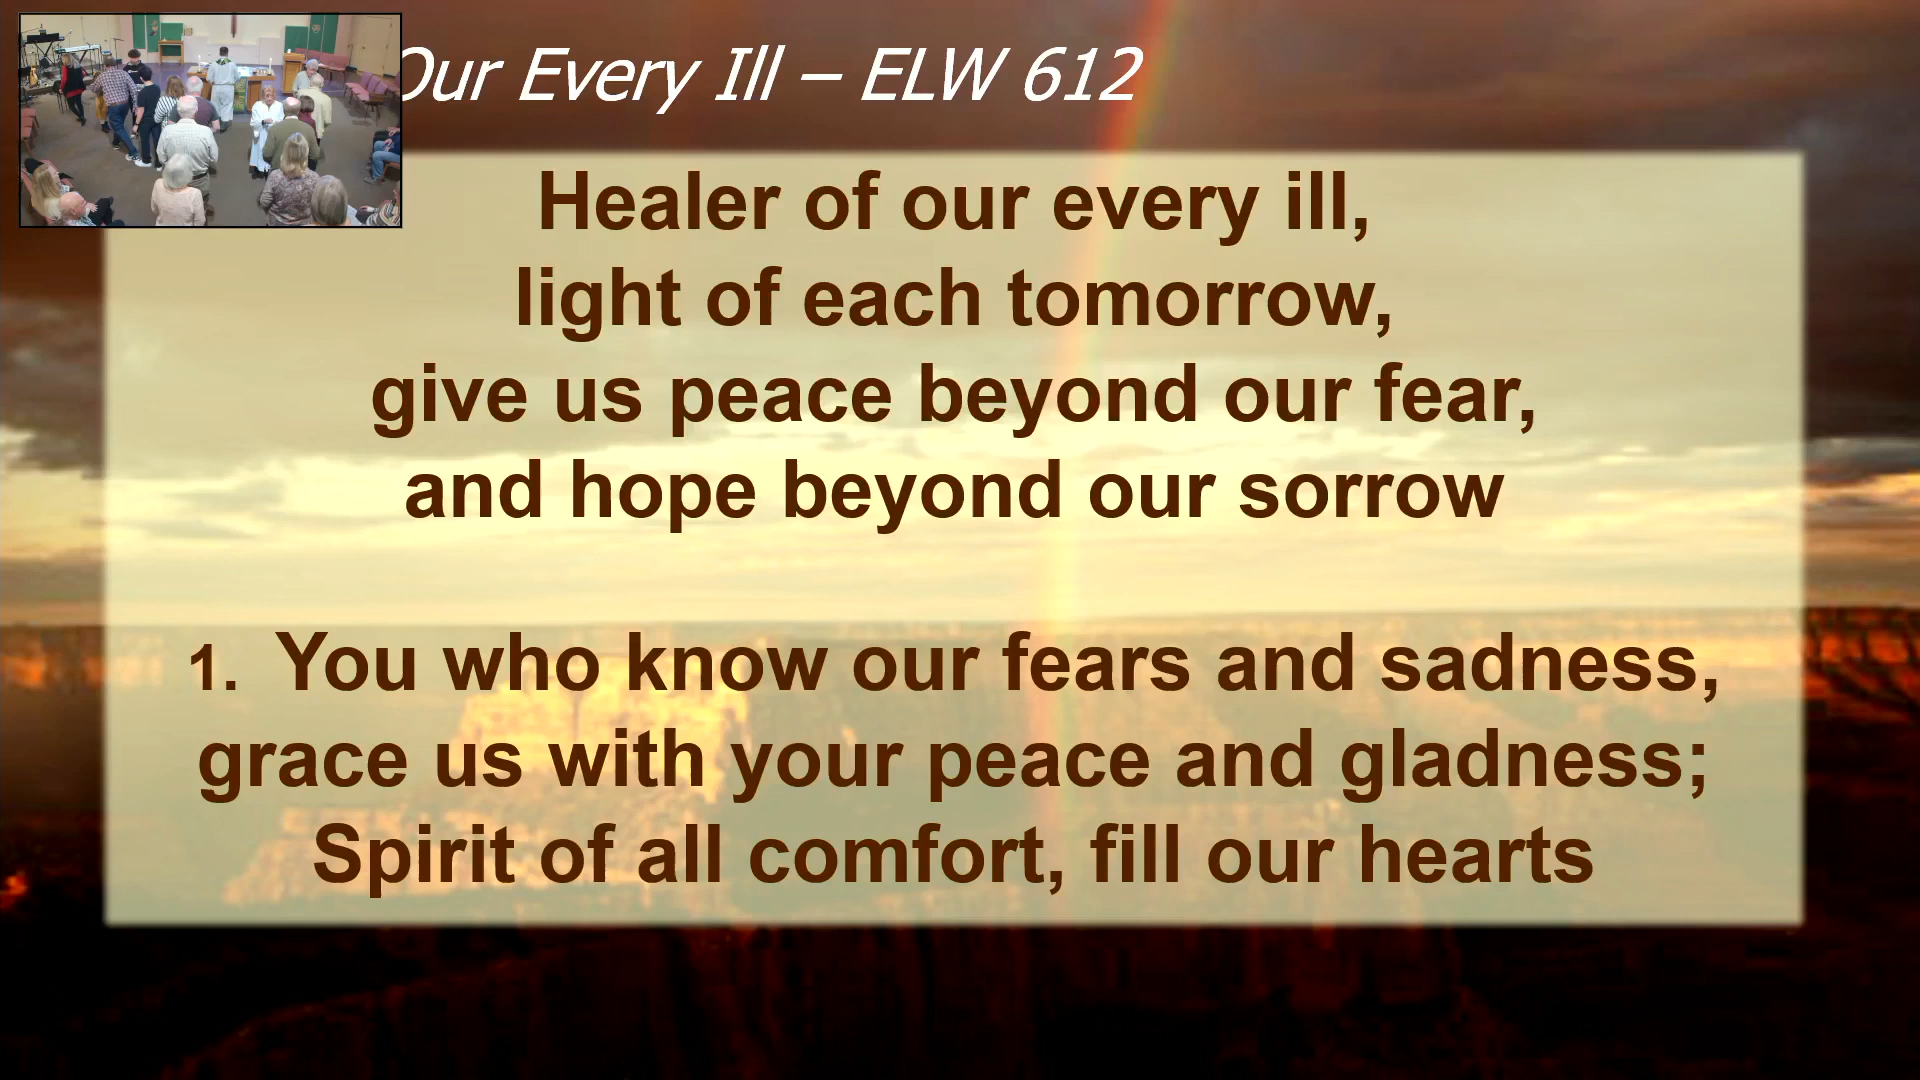 Our Every Ill – ELW 612
Healer of our every ill,
light of each tomorrow,
give us peace beyond our fear,
and hope beyond our sorrow
1. You who know our fears and sadness,
grace us with your peace and gladness;
Spirit of all comfort, fill our hearts